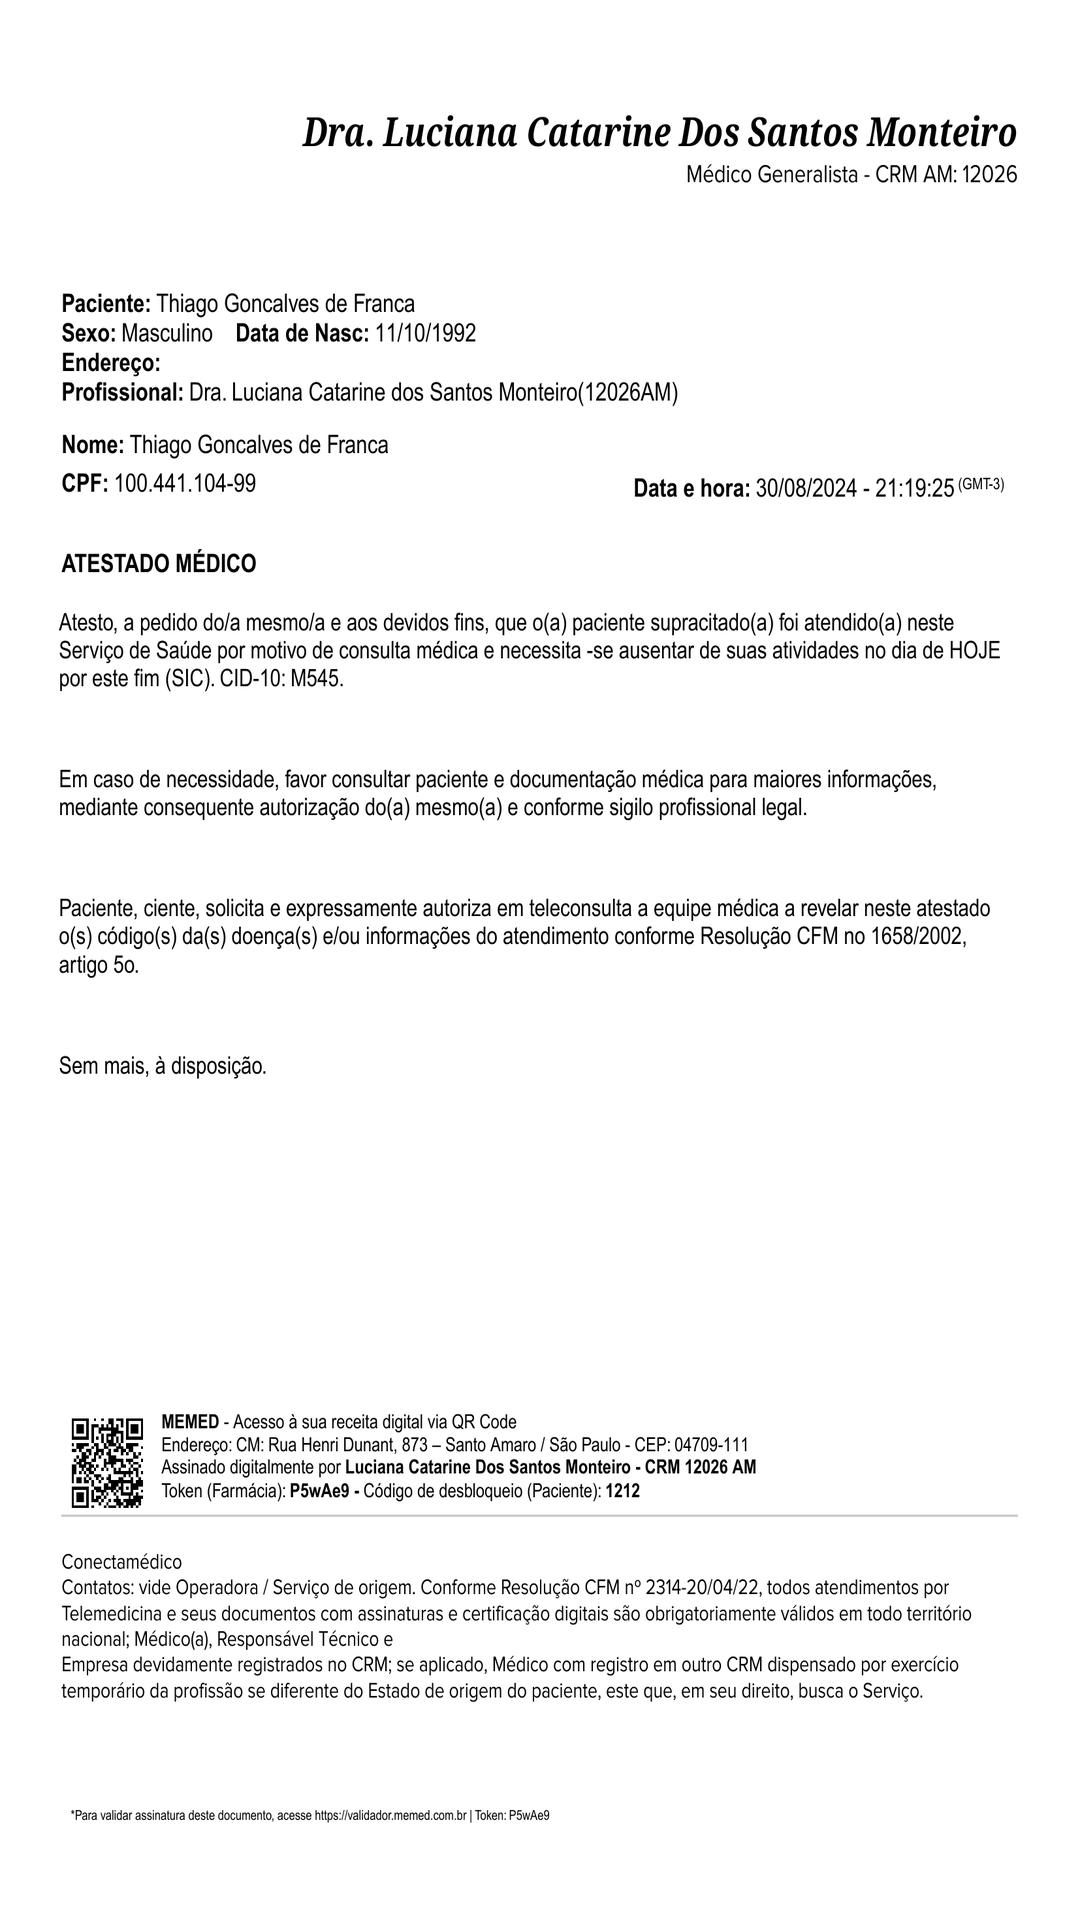 Dra. Luciana Catarine Dos Santos Monteiro
Médico Generalista - CRM AM: 12026
Paciente: Thiago Goncalves de Franca
Sexo: Masculino Data de Nasc: 11/10/1992
Endereço:
Profissional: Dra. Luciana Catarine dos Santos Monteiro(12026AM)
Nome: Thiago Goncalves de Franca
CPF: 100.441.104-99
Data e hora: 30/08/2024 - 21:19:25 (GMT-3)
ATESTADO MÉDICO
Atesto, a pedido do/a mesmo/a e aos devidos fins, que o(a) paciente supracitado(a) foi atendido(a) neste
Serviço de Saúde por motivo de consulta médica e necessita -se ausentar de suas atividades no dia de HOJE
por este fim (SIC). CID-10: M545.
Em caso de necessidade, favor consultar paciente e documentação médica para maiores informações,
mediante consequente autorização do(a) mesmo(a) e conforme sigilo profissional legal.
Paciente, ciente, solicita e expressamente autoriza em teleconsulta a equipe médica a revelar neste atestado
o(s) código(s) da(s) doença(s) e/ou informações do atendimento conforme Resolução CFM no 1658/2002,
artigo 5o.
Sem mais, à disposição.
MEMED - Acesso à sua receita digital via QR Code
Endereço: CM: Rua Henri Dunant, 873 – Santo Amaro / São Paulo - CEP: 04709-111
Assinado digitalmente por Luciana Catarine Dos Santos Monteiro - CRM 12026 AM
Token (Farmácia): P5wAe9 - Código de desbloqueio (Paciente): 1212
Conectamédico
Contatos: vide Operadora / Serviço de origem. Conforme Resolução CFM nº 2314-20/04/22, todos atendimentos por
Telemedicina e seus documentos com assinaturas e certificação digitais são obrigatoriamente válidos em todo território
nacional; Médico(a), Responsável Técnico e
Empresa devidamente registrados no CRM; se aplicado, Médico com registro em outro CRM dispensado por exercício
temporário da profissão se diferente do Estado de origem do paciente, este que, em seu direito, busca o Serviço.
*Para validar assinatura deste documento, acesse https://validador.memed.com.br | Token: P5wAe9